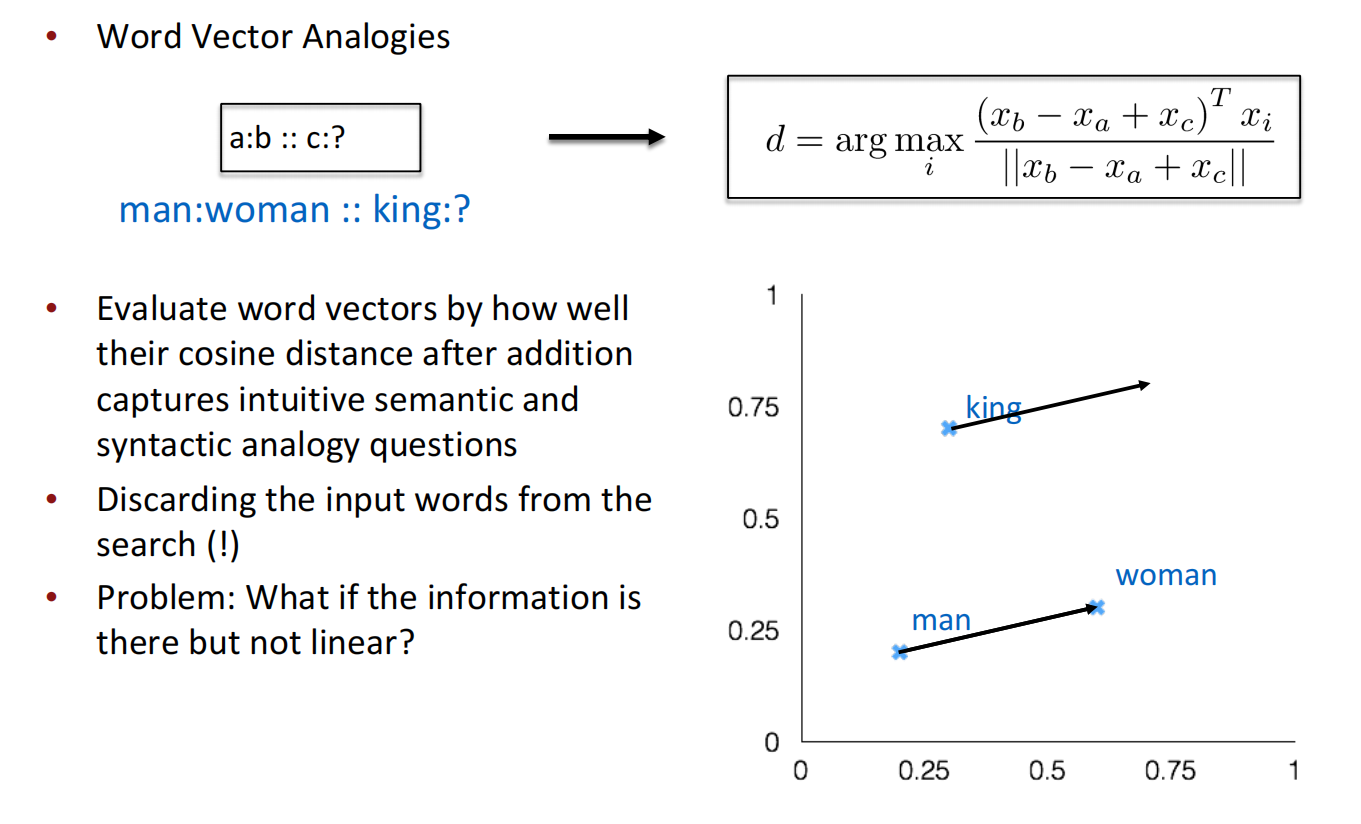 • Word Vector Analogies
a:b :: c:?
man:woman :: king:?
d = arg max_i (x_b − x_a + x_c)^T x_i / ||x_b − x_a + x_c||
• Evaluate word vectors by how well
their cosine distance after addition
captures intuitive semantic and
syntactic analogy questions
• Discarding the input words from the
search (!)
• Problem: What if the information is
there but not linear?
1
0.75
king
0.5
woman
man
0.25
0
0 0.25 0.5 0.75 1